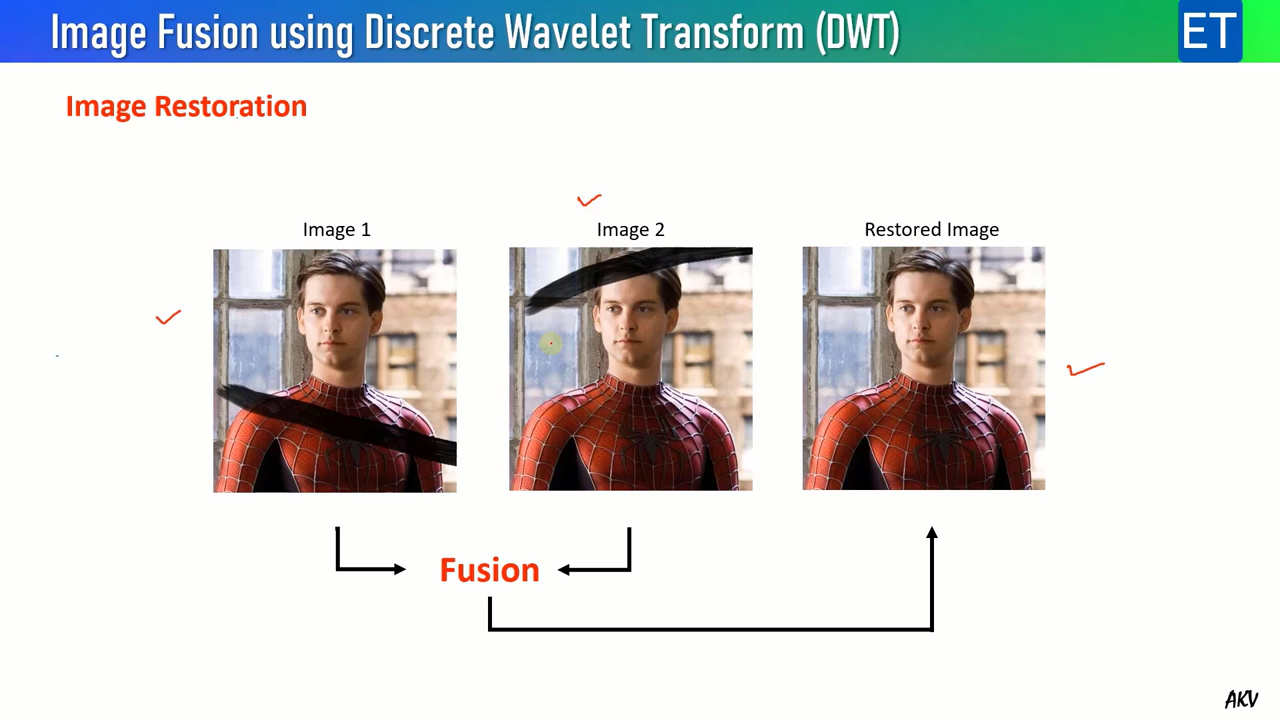 Image Fusion using Discrete Wavelet Transform (DWT)
ET
Image Restoration
Image 1
Image 2
Restored Image
Fusion
AKV